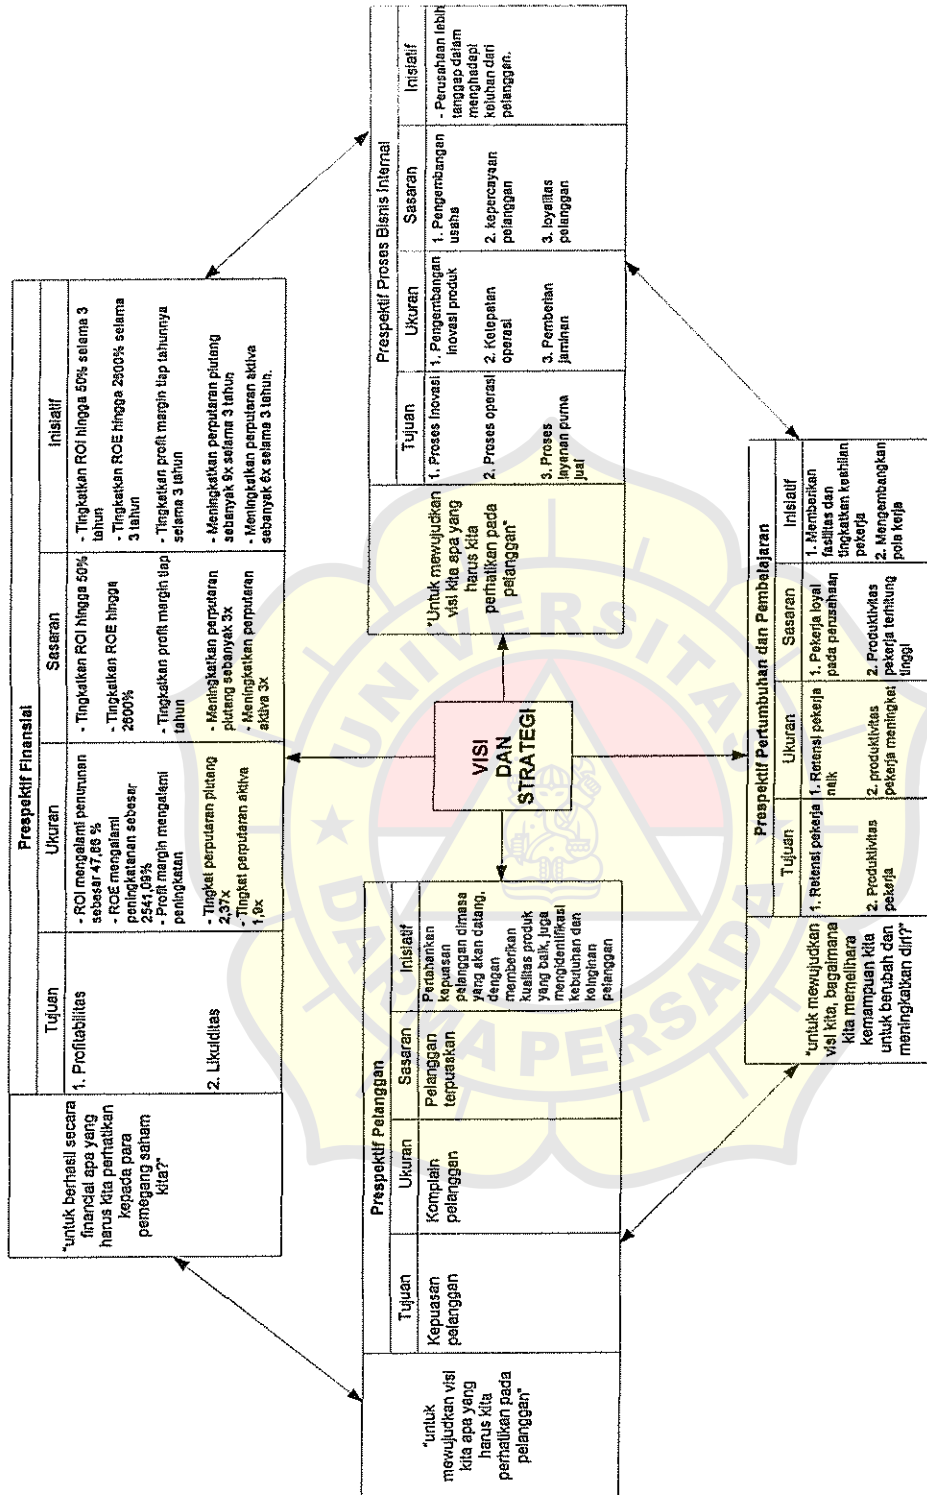 Prespektif Finansial
"untuk berhasil secara
financial apa yang
harus kita perhatikan
kepada para
pemegang saham
kita?"
Tujuan
1. Profitabilitas
2. Likuiditas
Ukuran
- ROI mengalami penurunan
sebesar 47,86 %
- ROE mengalami
peningkatanan sebeser
2541,09%
- Profit margin mengalami
peningkatan
- Tingkat perputaran piutang
2,37x
- Tingkat perputaran aktiva
1,9x
Sasaran
- Tingkatkan ROI hingga 50%
- Tingkatkan ROE hingga
2600%
- Tingkatkan profit margin tiap
tahun
- Meningkatkan perputaran
piutang sebanyak 3x
- Meningkatkan perputaran
aktiva 3x
Inisiatif
- Tingkatkan ROI hingga 50% selama 3
tahun
- Tingkatkan ROE hingga 2600% selama
3 tahun
- Tingkatkan profit margin tiap tahunnya
selama 3 tahun
- Meningkatkan perputaran piutang
sebanyak 9x selama 3 tahun
- Meningkatkan perputaran aktiva
sebanyak 6x selama 3 tahun.
Prespektif Pelanggan
"untuk
mewujudkan visi
kita apa yang
harus kita
perhatikan pada
pelanggan"
Tujuan
Kepuasan
pelanggan
Ukuran
Komplain
pelanggan
Sasaran
Pelanggan
terpuaskan
Inisiatif
Pertahankan
kepuasan
pelanggan dimasa
yang akan datang,
dengan
memberikan
kualitas produk
yang baik, juga
mengidentifikasi
kebutuhan dan
keinginan
pelanggan
VISI
DAN
STRATEGI
Prespektif Proses Bisnis Internal
"Untuk mewujudkan
visi kita apa yang
harus kita
perhatikan pada
pelanggan"
Tujuan
1. Proses Inovasi
2. Proses operasi
3. Proses
layanan purna
jual
Ukuran
1. Pengembangan
inovasi produk
2. Ketepatan
operasi
3. Pemberian
jaminan
Sasaran
1. Pengembangan
usaha
2. kepercayaan
pelanggan
3. loyalitas
pelanggan
Inisiatif
- Perusahaan lebih
tanggap dalam
menghadapi
keluhan dari
pelanggan.
Prespektif Pertumbuhan dan Pembelajaran
"untuk mewujudkan
visi kita, bagaimana
kita memelihara
kemampuan kita
untuk berubah dan
meningkatkan diri?"
Tujuan
1. Retensi pekerja
2. Produktivitas
pekerja
Ukuran
1. Retensi pekerja
naik
2. produktivitas
pekerja meningket
Sasaran
1. Pekerja loyal
pada perusahaan
2. Produktivitas
pekerja terhitung
tinggi
Inisiatif
1. Memberikan
fasilitas dan
tingkatkan keahlian
pekerja
2. Mengembagkan
pola kerja
UNIVERSITAS
DARMA PERSADA